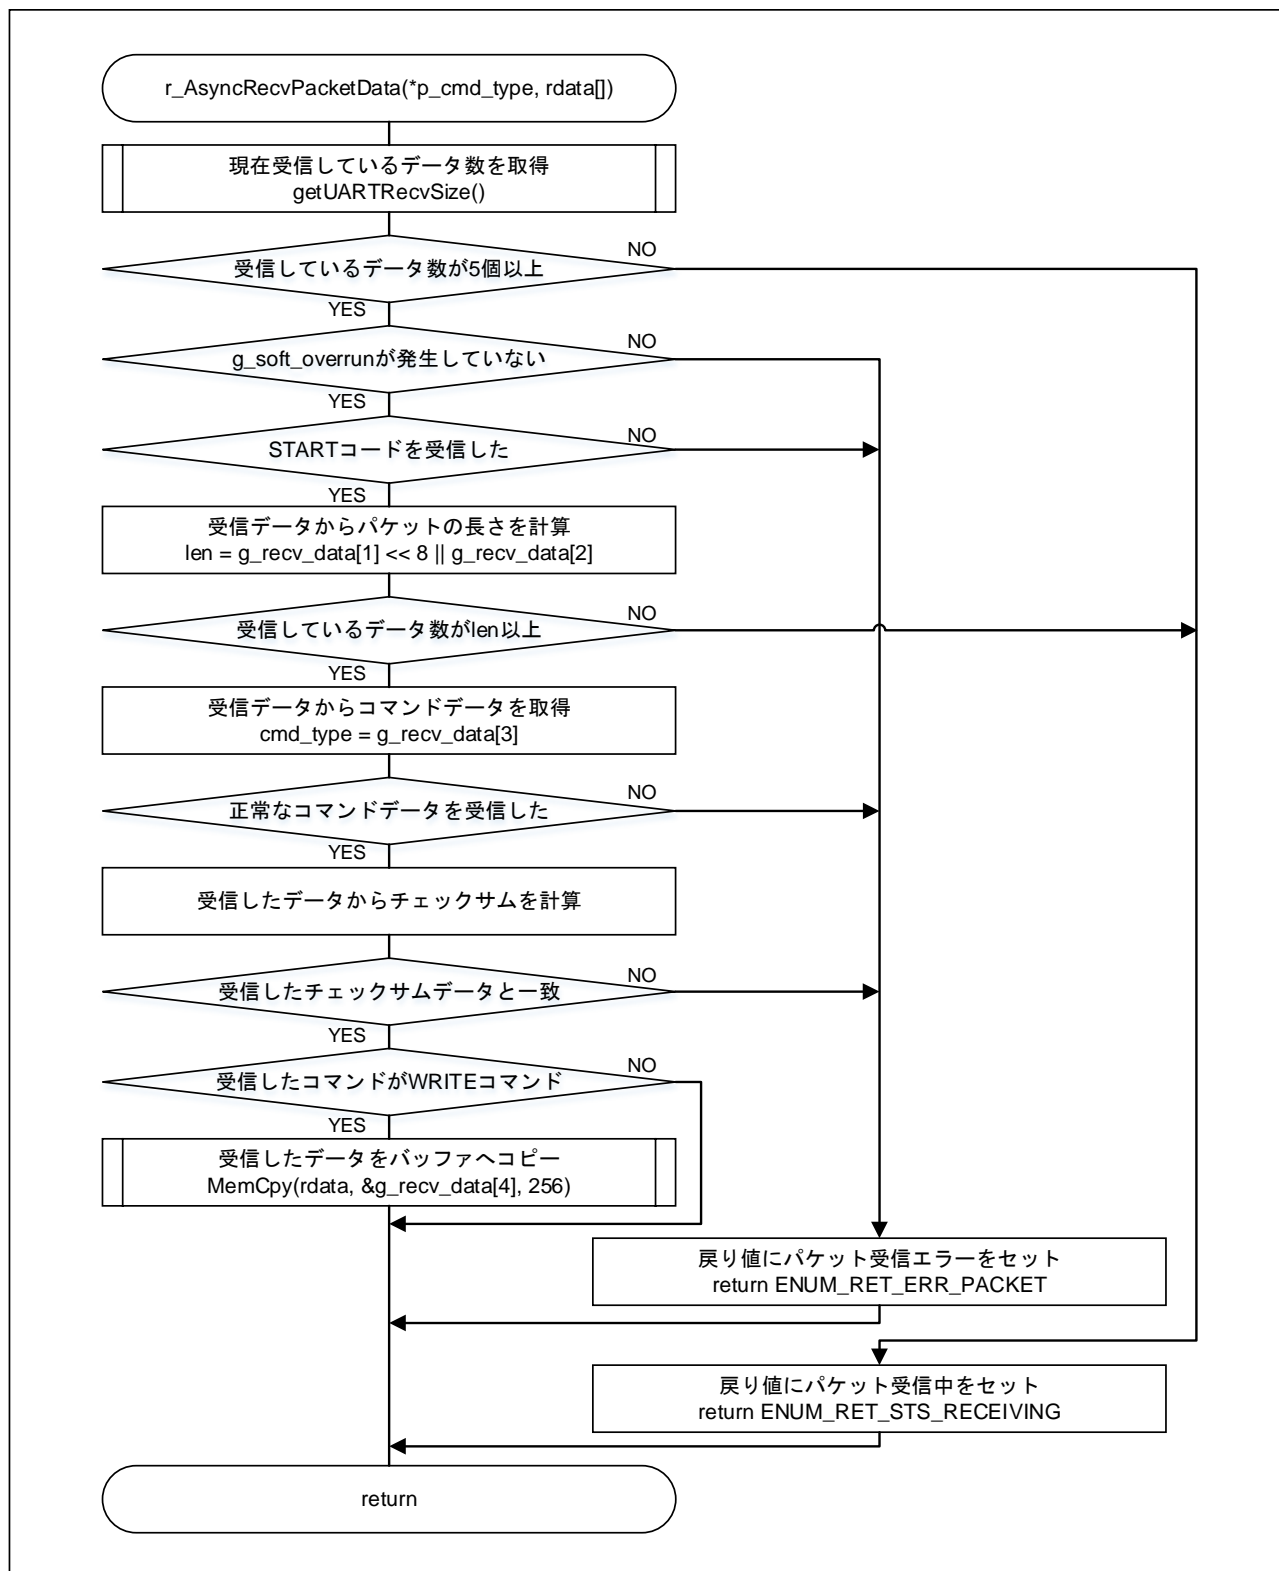 r_AsyncRecvPacketData(*p_cmd_type, rdata[])
現在受信しているデータ数を取得
getUARTRecvSize()
受信しているデータ数が5個以上
NO
YES
g_soft_overrunが発生していない
NO
YES
STARTコードを受信した
NO
YES
受信データからパケットの長さを計算
len = g_recv_data[1] << 8 || g_recv_data[2]
受信しているデータ数がlen以上
NO
YES
受信データからコマンドデータを取得
cmd_type = g_recv_data[3]
正常なコマンドデータを受信した
NO
YES
受信したデータからチェックサムを計算
受信したチェックサムデータと一致
NO
YES
受信したコマンドがWRITEコマンド
NO
YES
受信したデータをバッファへコピー
MemCpy(rdata, &g_recv_data[4], 256)
戻り値にパケット受信エラーをセット
return ENUM_RET_ERR_PACKET
戻り値にパケット受信中をセット
return ENUM_RET_STS_RECEIVING
return